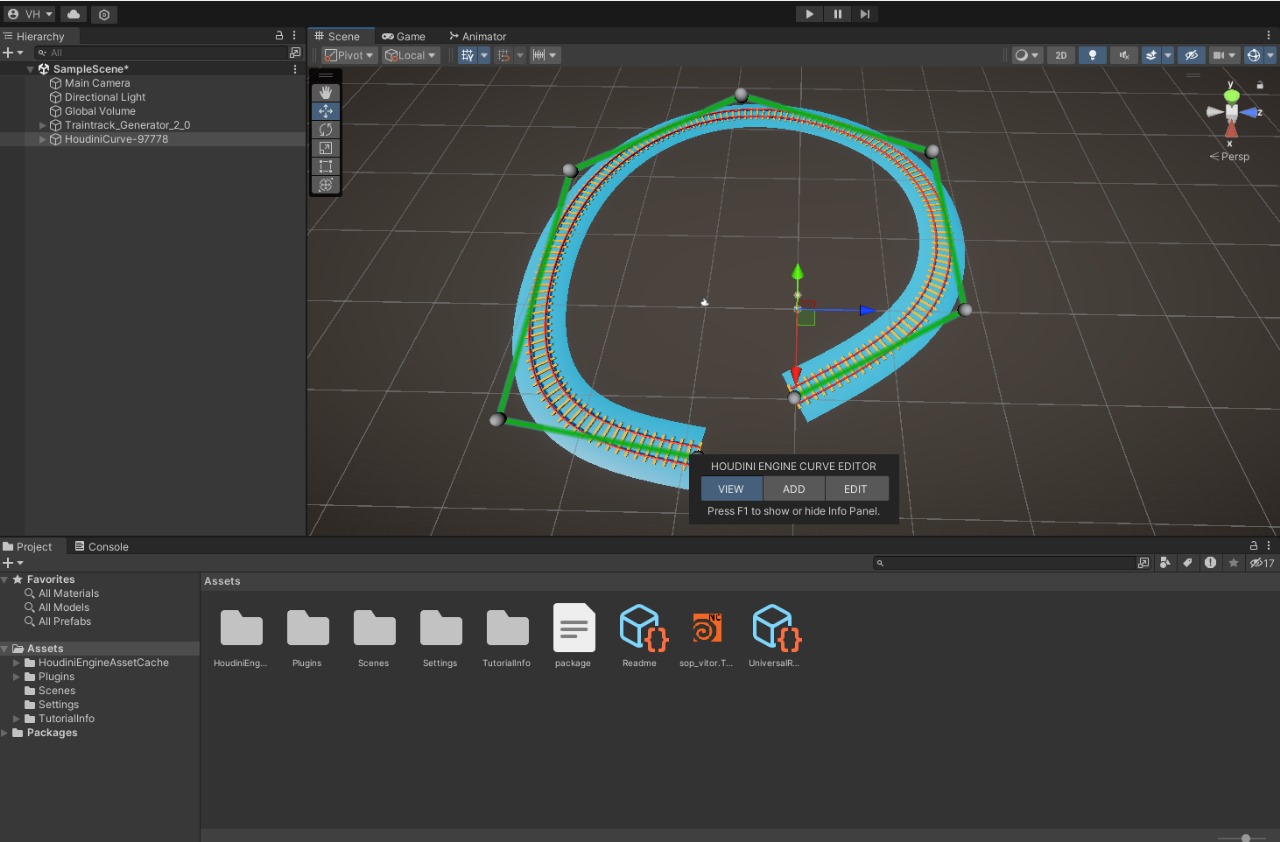 VH
Hierarchy
All
SampleScene*
Main Camera
Directional Light
Global Volume
Traintrack_Generator_2_0
HoudiniCurve-97778
Scene
Game
Animator
Pivot
Local
2D
y
z
x
Persp
HOUDINI ENGINE CURVE EDITOR
VIEW
ADD
EDIT
Press F1 to show or hide Info Panel.
Project
Console
17
Favorites
All Materials
All Models
All Prefabs
Assets
HoudiniEngineAssetCache
Plugins
Scenes
Settings
TutorialInfo
Packages
Assets
HoudiniEng...
Plugins
Scenes
Settings
TutorialInfo
package
Readme
NC
sop_vitor.T...
UniversalR...